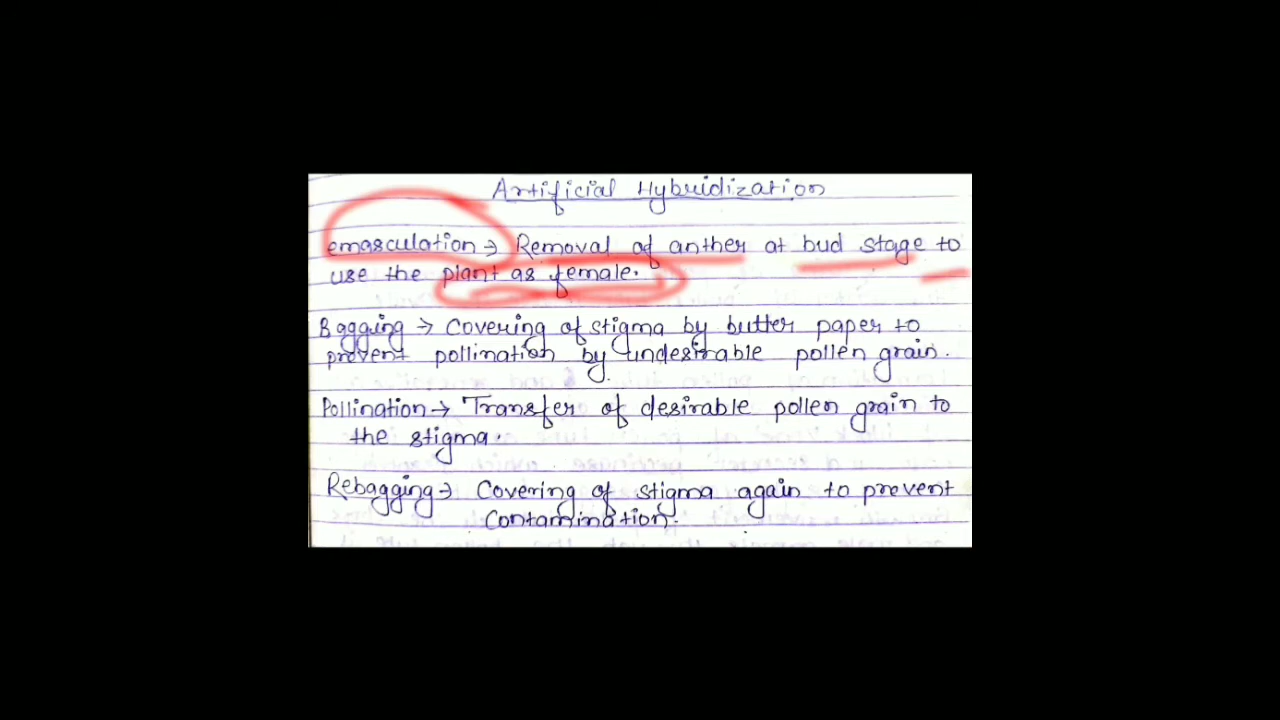 Artificial Hybridization
emasculation → Removal of anther at bud stage to
use the plant as female.
Bagging → Covering of stigma by butter paper to
prevent pollination by undesirable pollen grain.
Pollination → Transfer of desirable pollen grain to
the stigma.
Rebagging → Covering of stigma again to prevent
Contamination.